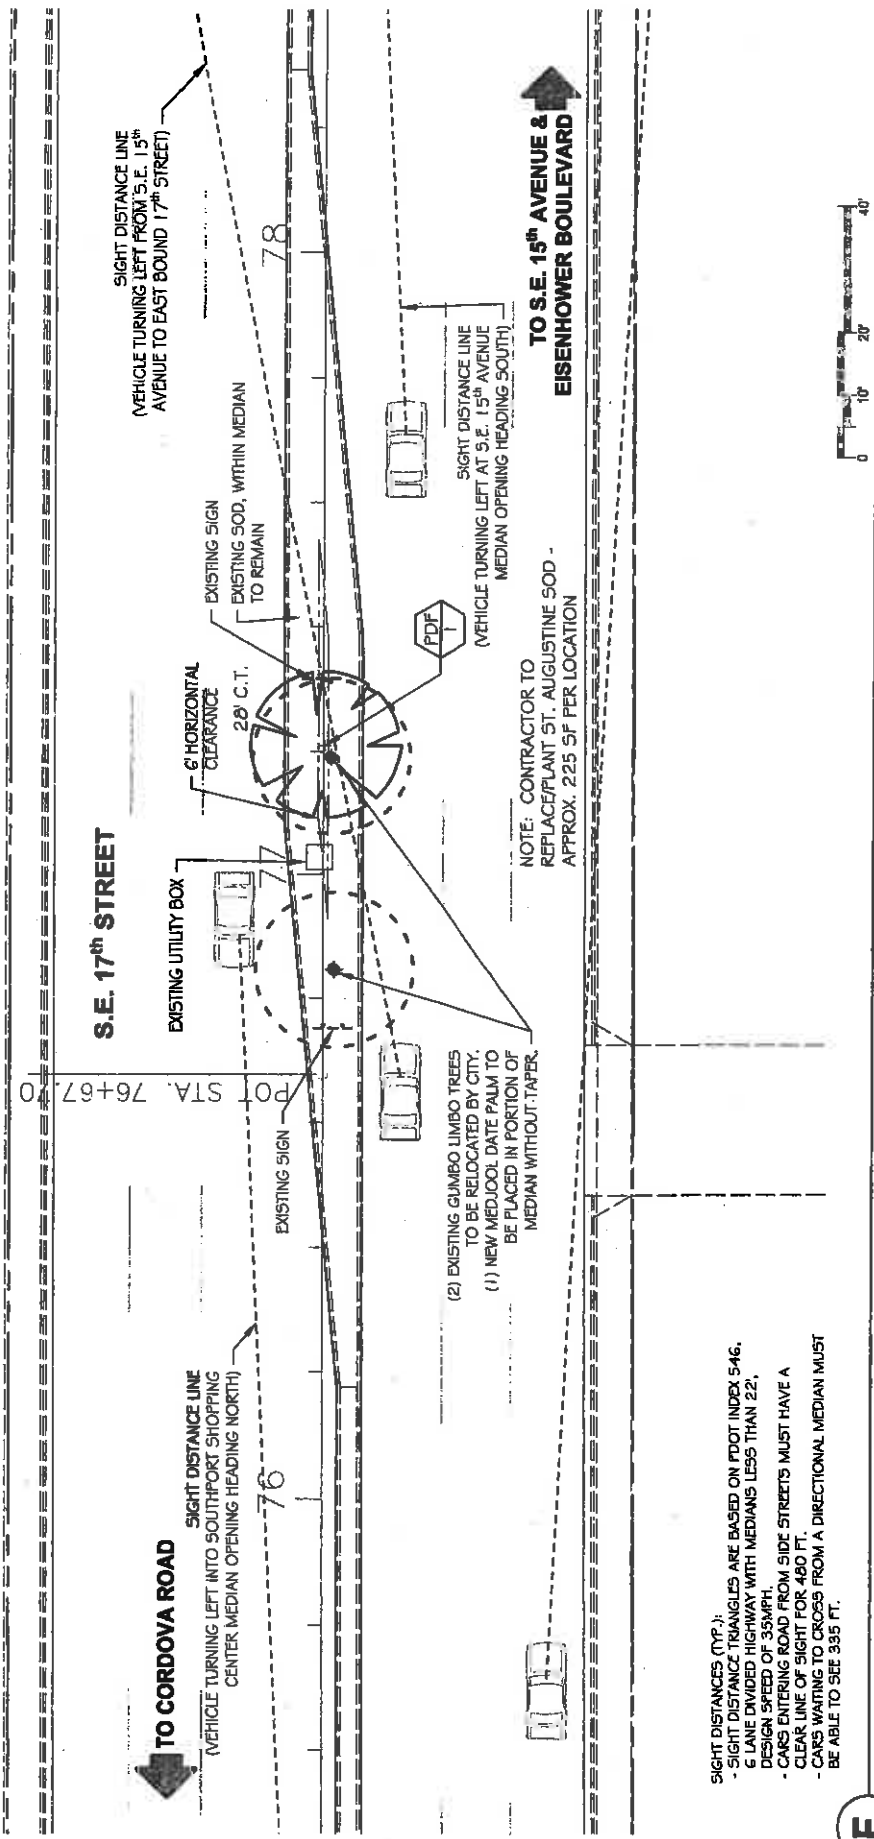 S.E. 17th STREET
SIGHT DISTANCE LINE
(VEHICLE TURNING LEFT FROM S.E. 15th
AVENUE TO EAST BOUND 17th STREET)
TO CORDOVA ROAD
SIGHT DISTANCE LINE
(VEHICLE TURNING LEFT INTO SOUTHPORT SHOPPING
CENTER MEDIAN OPENING HEADING NORTH)
EXISTING UTILITY BOX
6' HORIZONTAL
CLEARANCE
28' C.T.
EXISTING SIGN
EXISTING SOD, WITHIN MEDIAN
TO REMAIN
EXISTING SIGN
POT STA. 76+67.70
76
77
78
PDF
1
SIGHT DISTANCE LINE
(VEHICLE TURNING LEFT AT S.E. 15th AVENUE
MEDIAN OPENING HEADING SOUTH)
TO S.E. 15th AVENUE &
EISENHOWER BOULEVARD
(2) EXISTING GUMBO LIMBO TREES
TO BE RELOCATED BY CITY.
(1) NEW MEDJOOL DATE PALM TO
BE PLACED IN PORTION OF
MEDIAN WITHOUT TAPER.
NOTE: CONTRACTOR TO
REPLACE/PLANT ST. AUGUSTINE SOD -
APPROX. 225 SF PER LOCATION
SIGHT DISTANCES (TYP.):
- SIGHT DISTANCE TRIANGLES ARE BASED ON FDOT INDEX 546.
6 LANE DIVIDED HIGHWAY WITH MEDIANS LESS THAN 22',
DESIGN SPEED OF 35MPH.
- CARS ENTERING ROAD FROM SIDE STREETS MUST HAVE A
CLEAR LINE OF SIGHT FOR 480 FT.
- CARS WAITING TO CROSS FROM A DIRECTIONAL MEDIAN MUST
BE ABLE TO SEE 335 FT.
0 10' 20' 40'